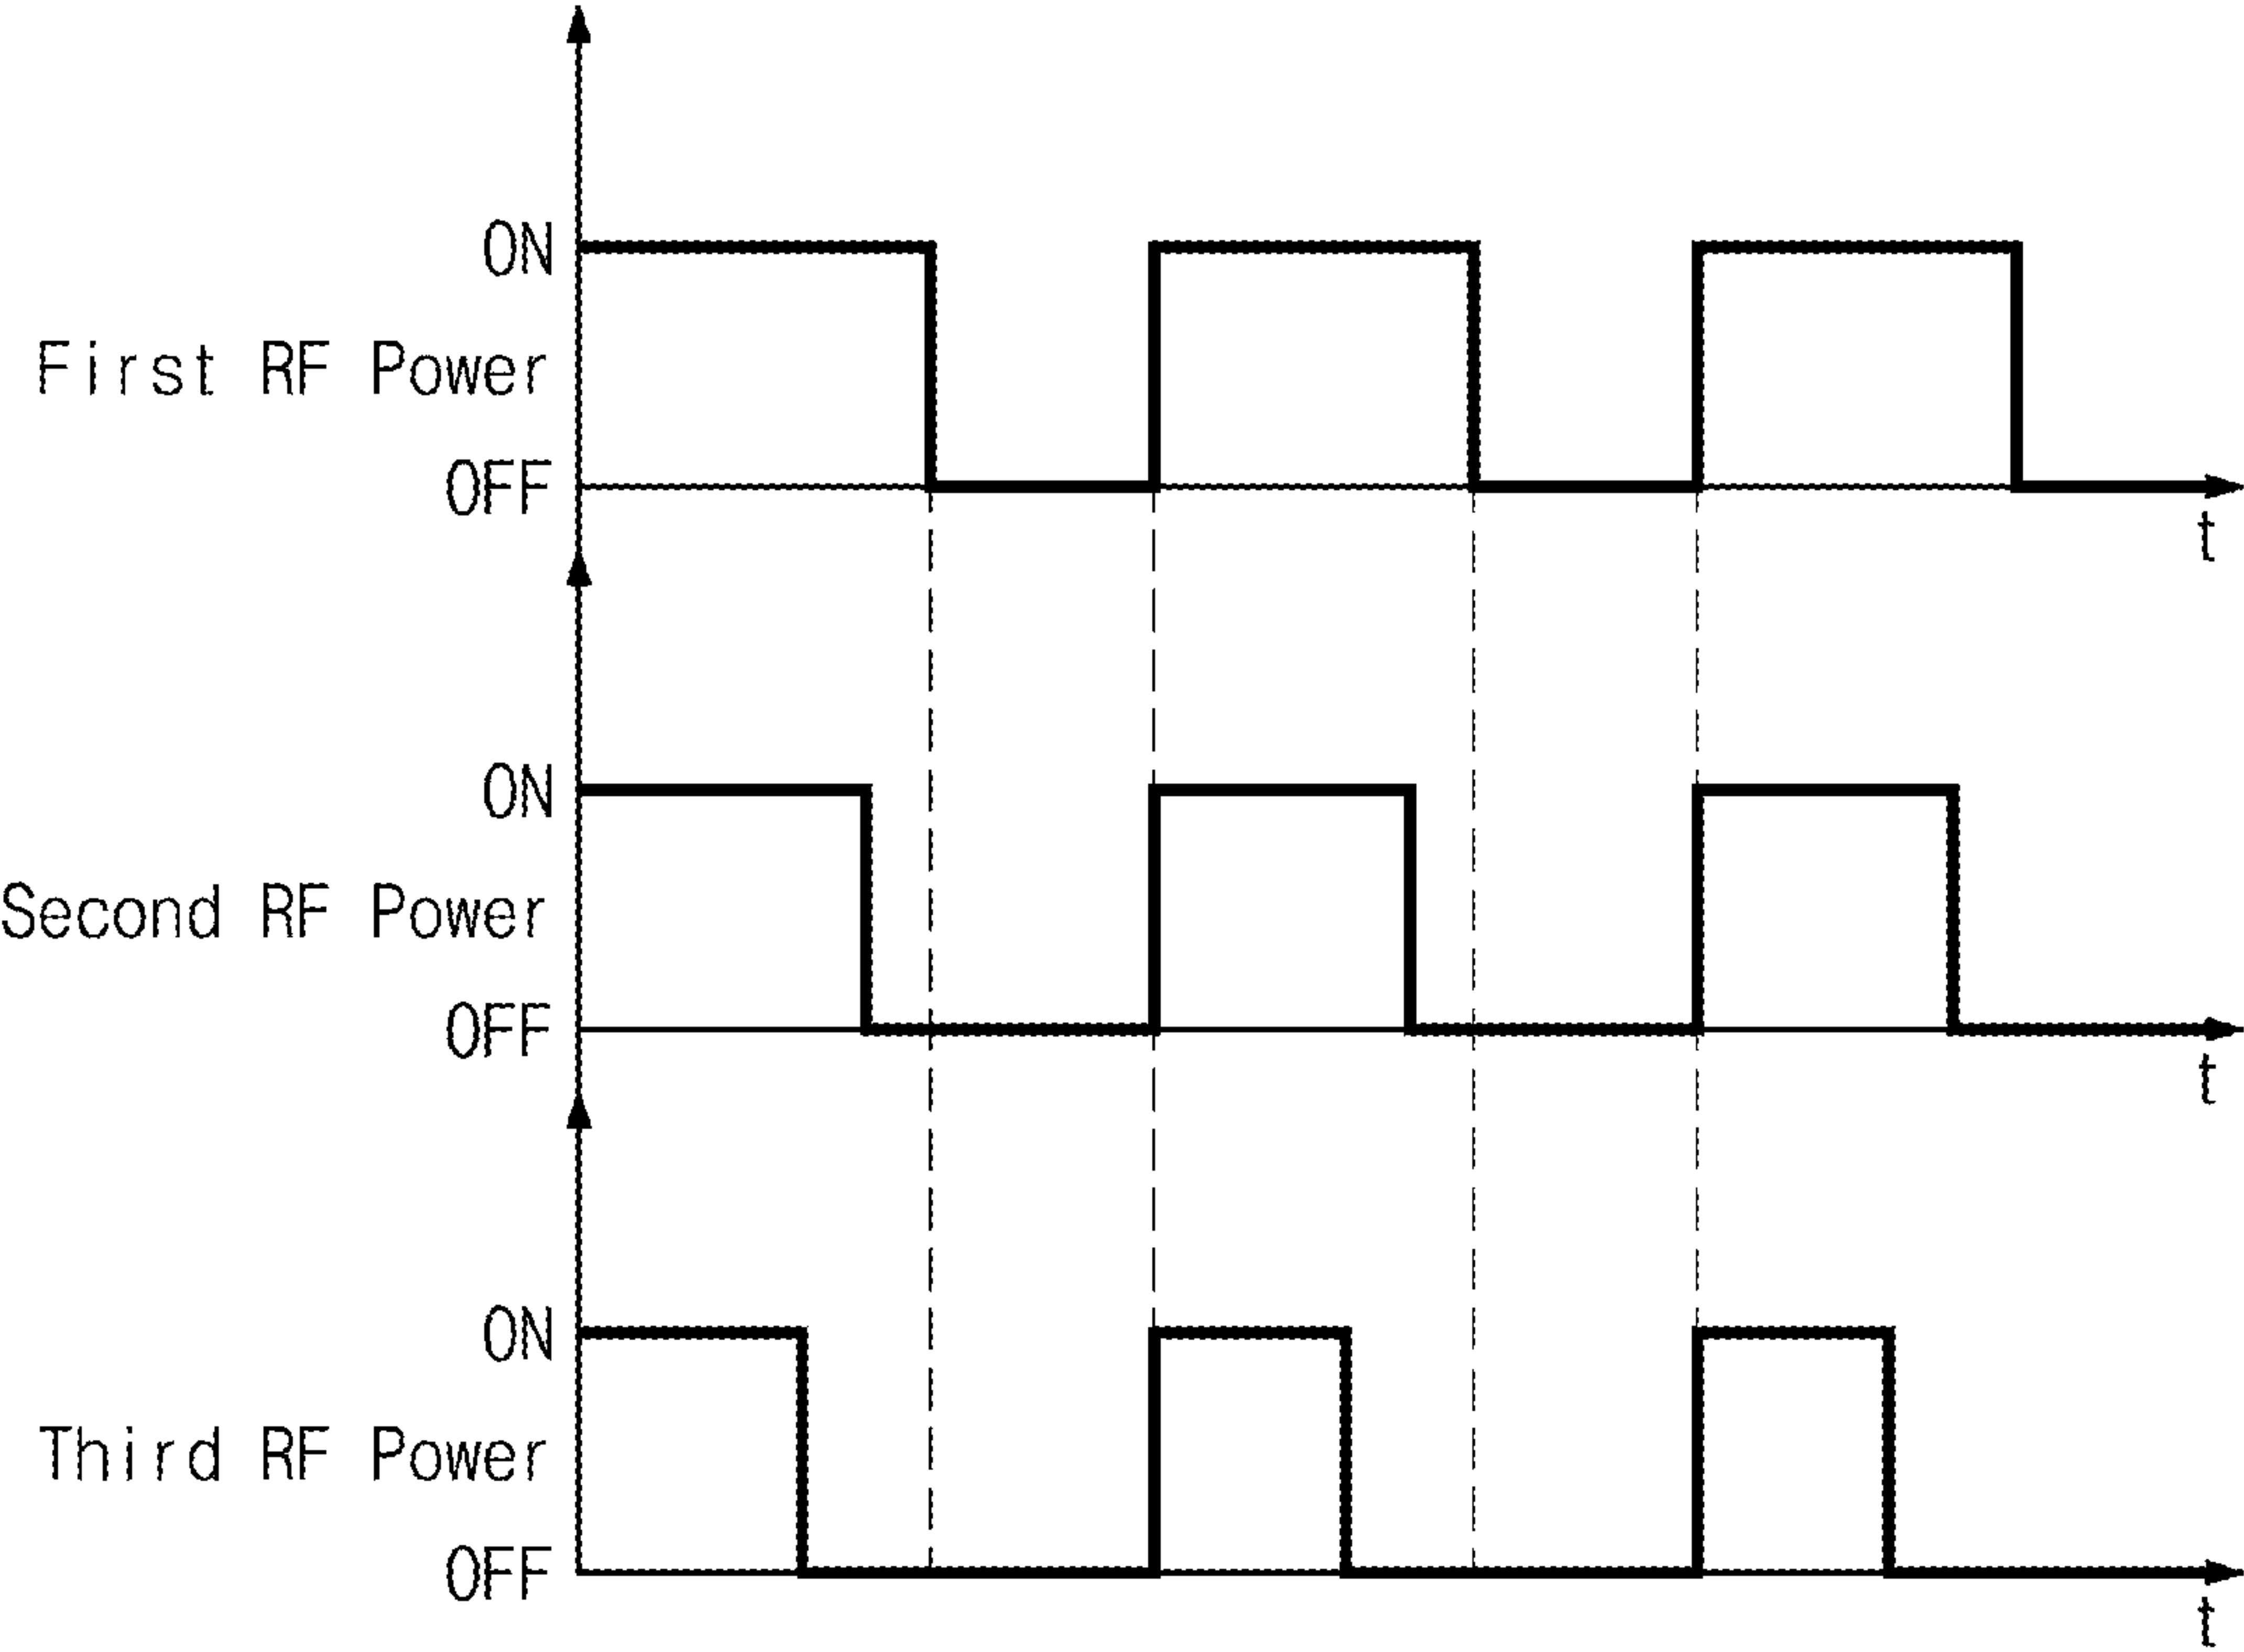 ON
First RF Power
OFF
t
ON
Second RF Power
OFF
t
ON
Third RF Power
OFF
t